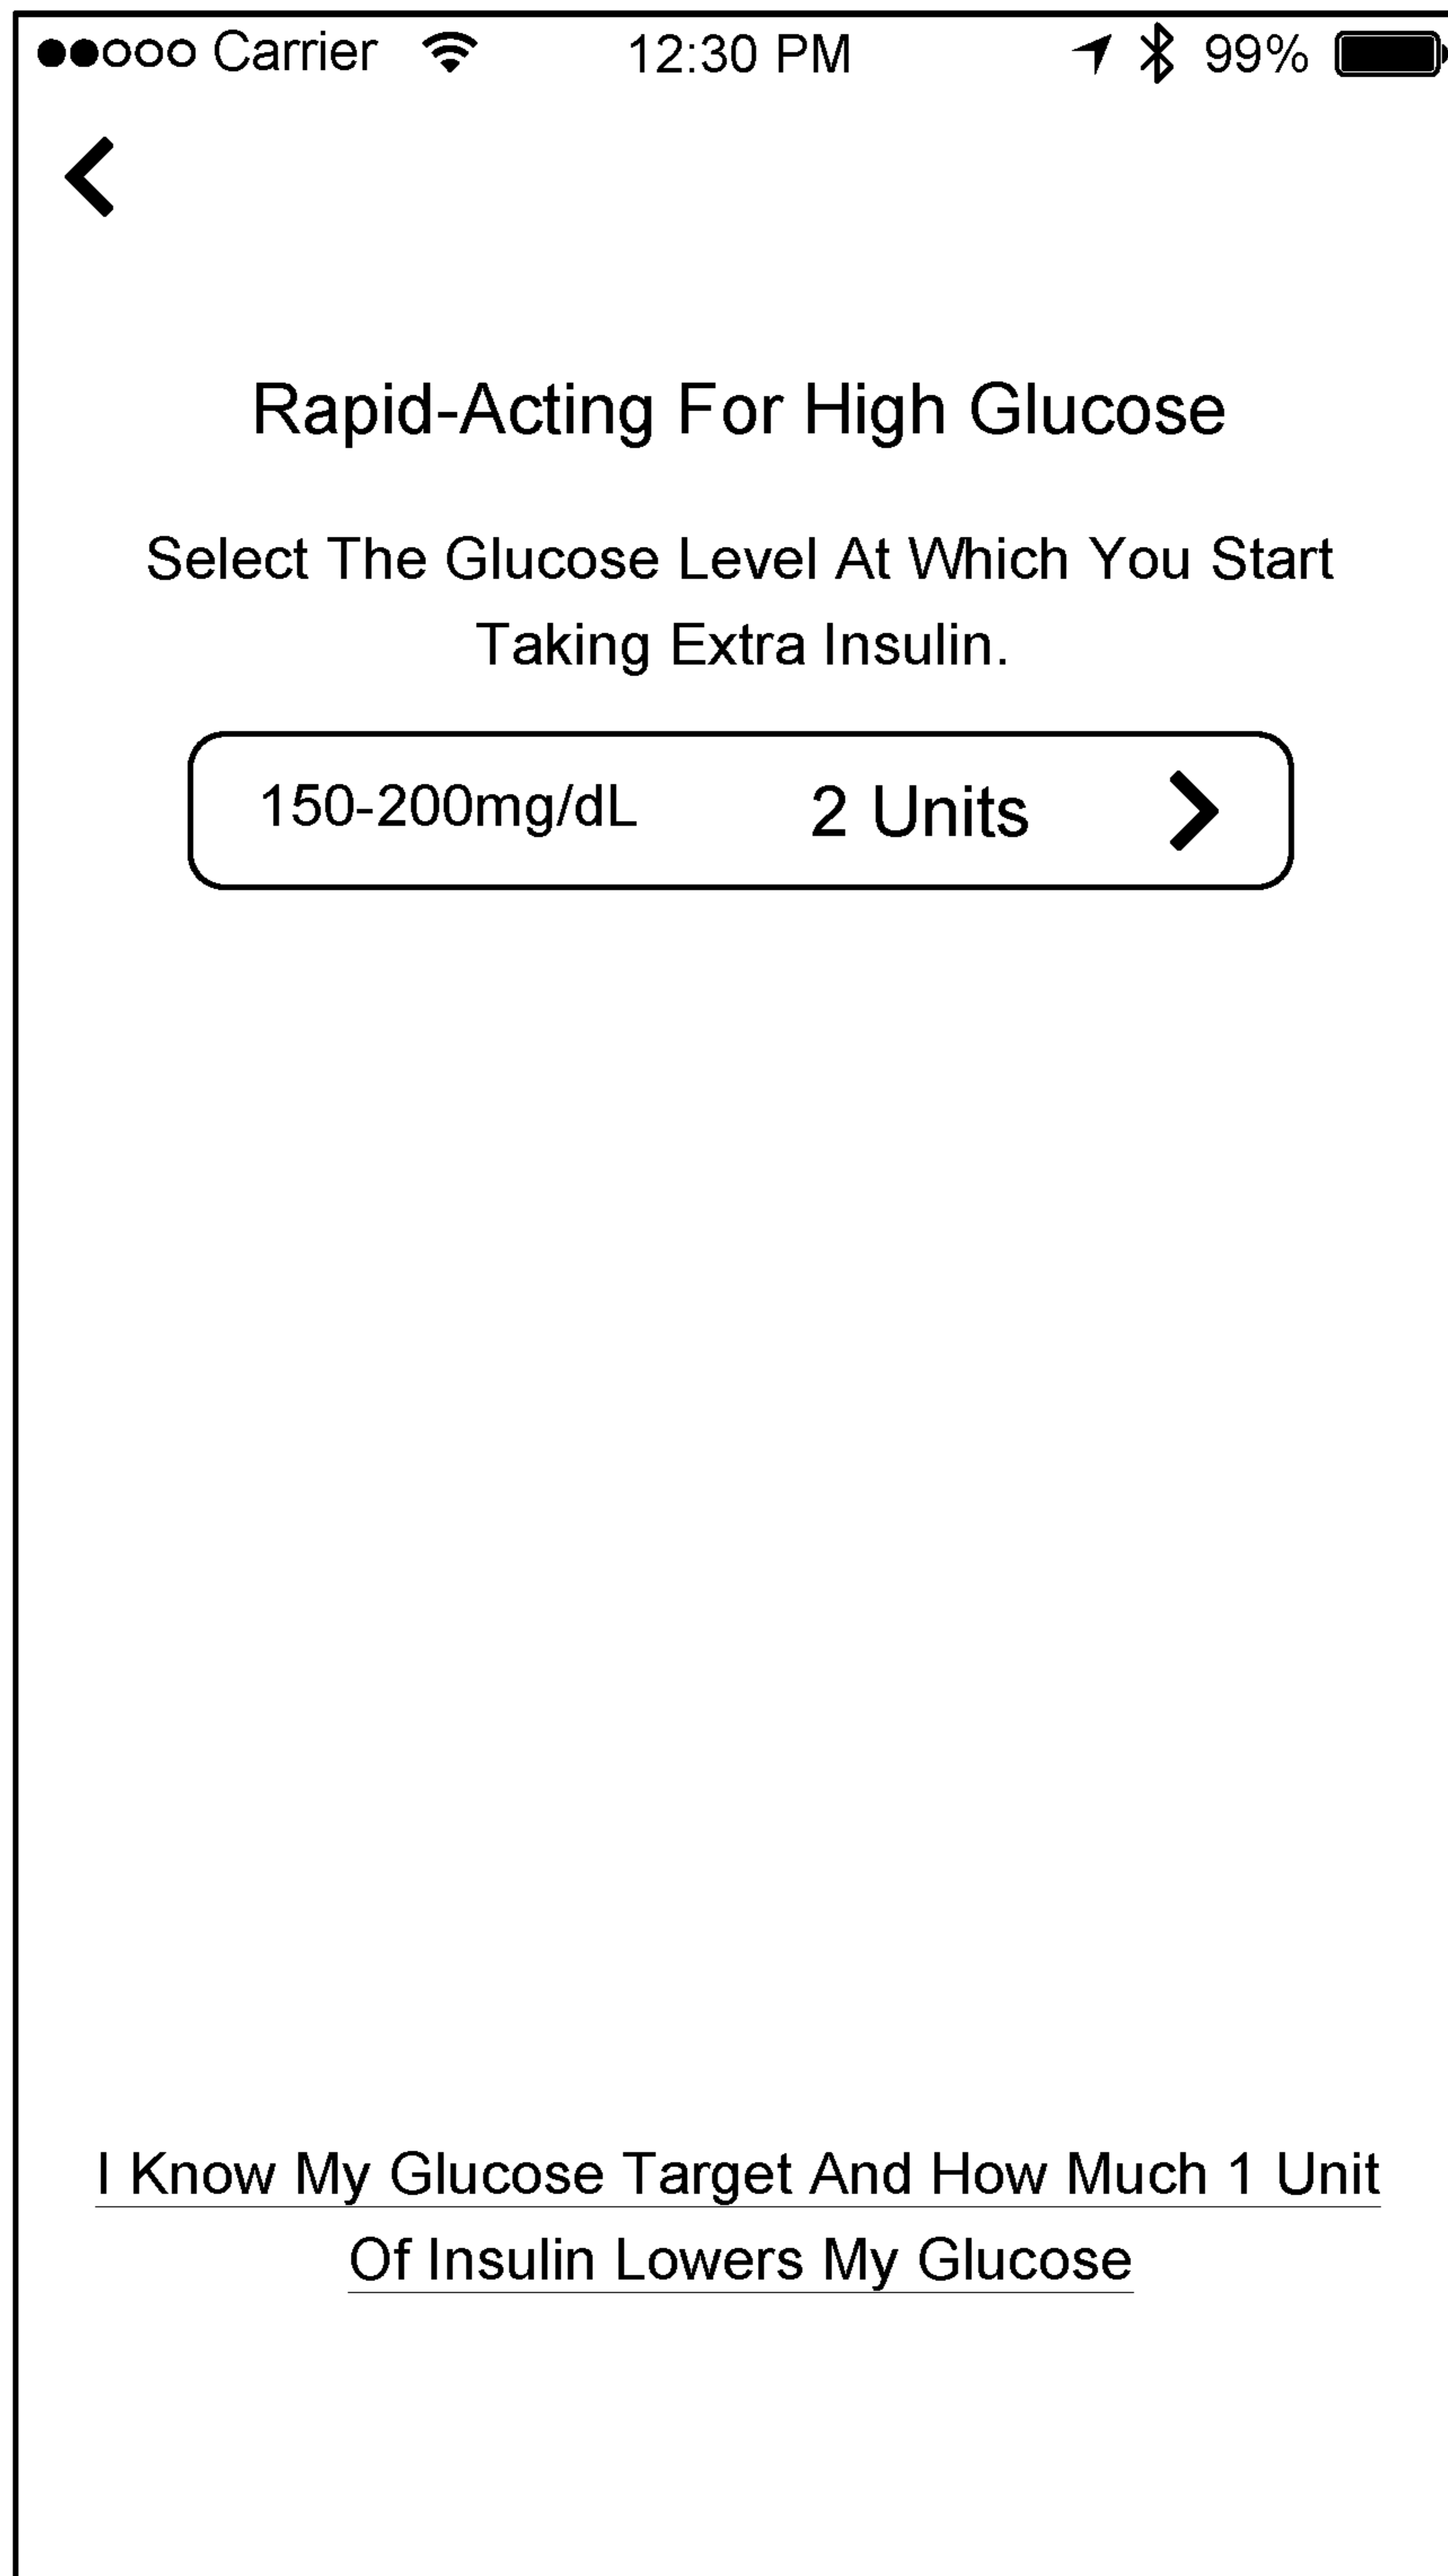 Carrier 12:30 PM 99%
Rapid-Acting For High Glucose
Select The Glucose Level At Which You Start
Taking Extra Insulin.
150-200mg/dL 2 Units
I Know My Glucose Target And How Much 1 Unit
Of Insulin Lowers My Glucose